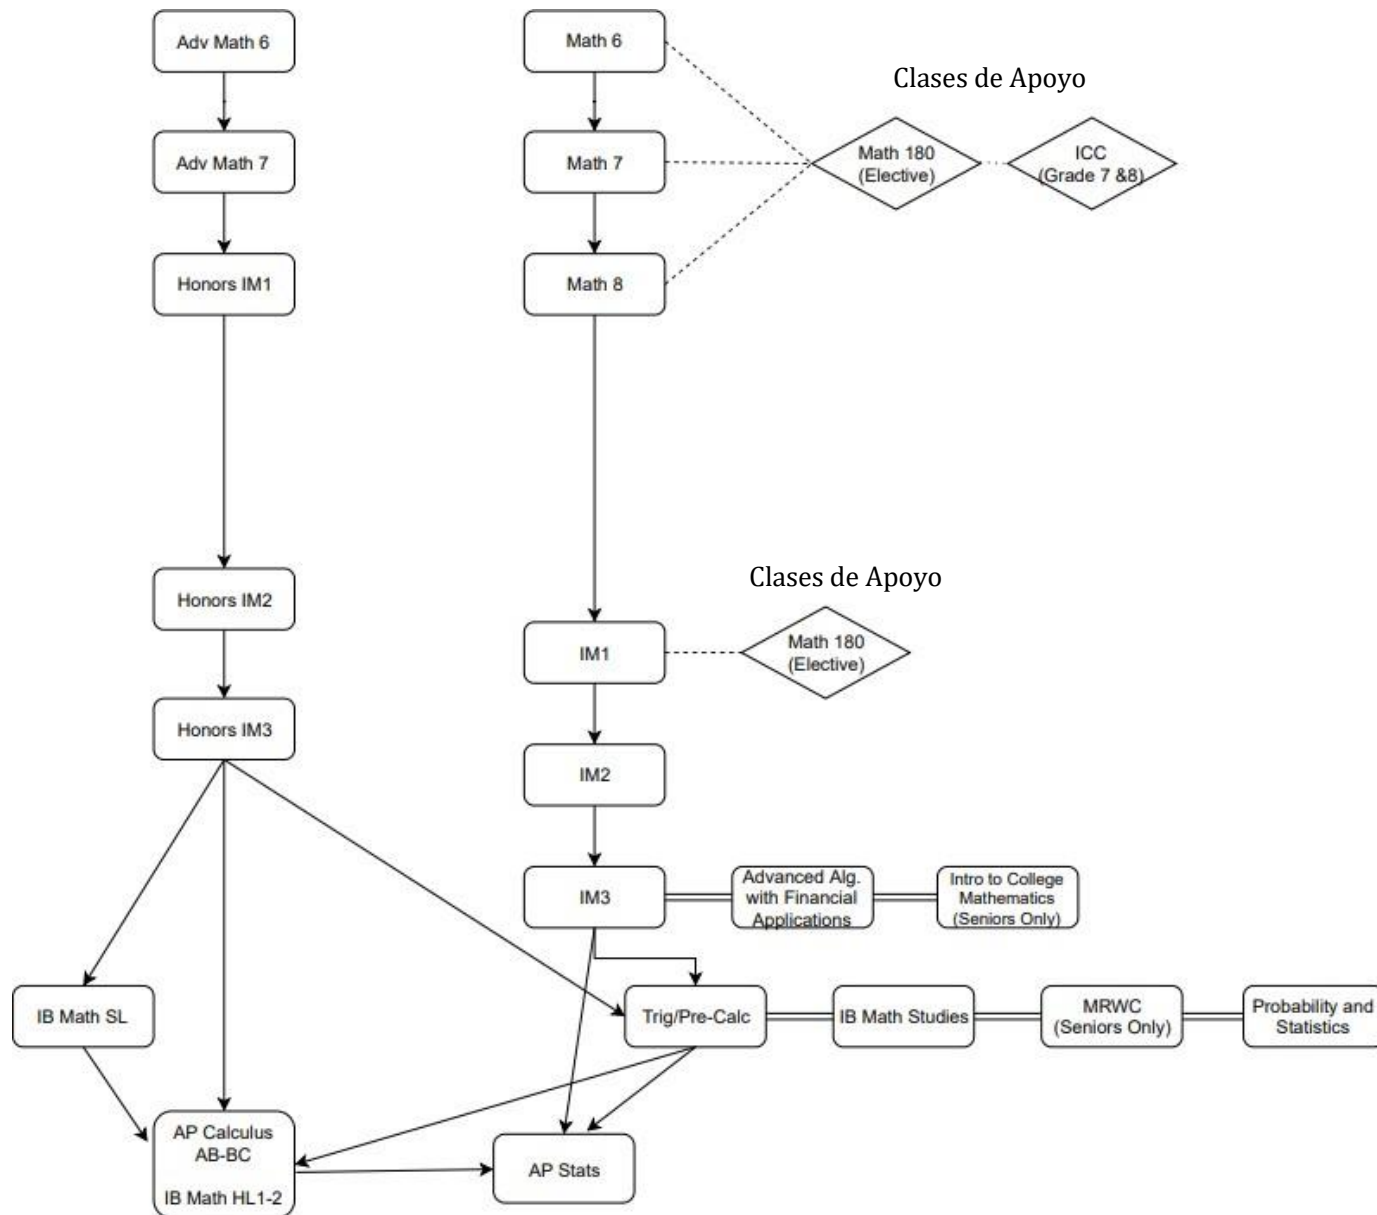 Adv Math 6
Math 6
Clases de Apoyo
Adv Math 7
Math 7
Math 180
(Elective)
ICC
(Grade 7 &8)
Honors IM1
Math 8
Clases de Apoyo
Honors IM2
IM1
Math 180
(Elective)
Honors IM3
IM2
IM3
Advanced Alg.
with Financial
Applications
Intro to College
Mathematics
(Seniors Only)
IB Math SL
Trig/Pre-Calc
IB Math Studies
MRWC
(Seniors Only)
Probability and
Statistics
AP Calculus
AB-BC
IB Math HL1-2
AP Stats